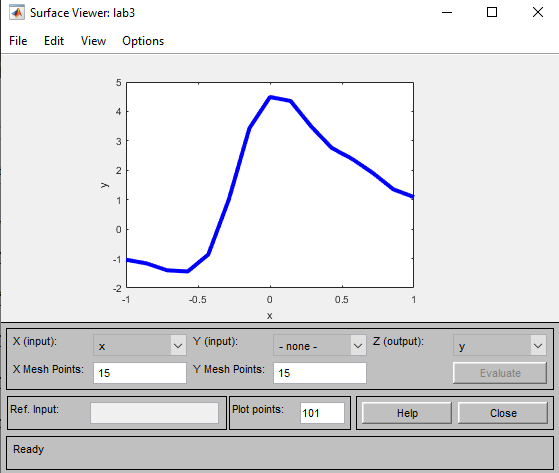 Surface Viewer: lab3
File Edit View Options
5
4
3
2
1
0
-1
-2
y
-1 -0.5 0 0.5 1
x
X (input): x Y (input): - none - Z (output): y
X Mesh Points: 15 Y Mesh Points: 15 Evaluate
Ref. Input: Plot points: 101 Help Close
Ready